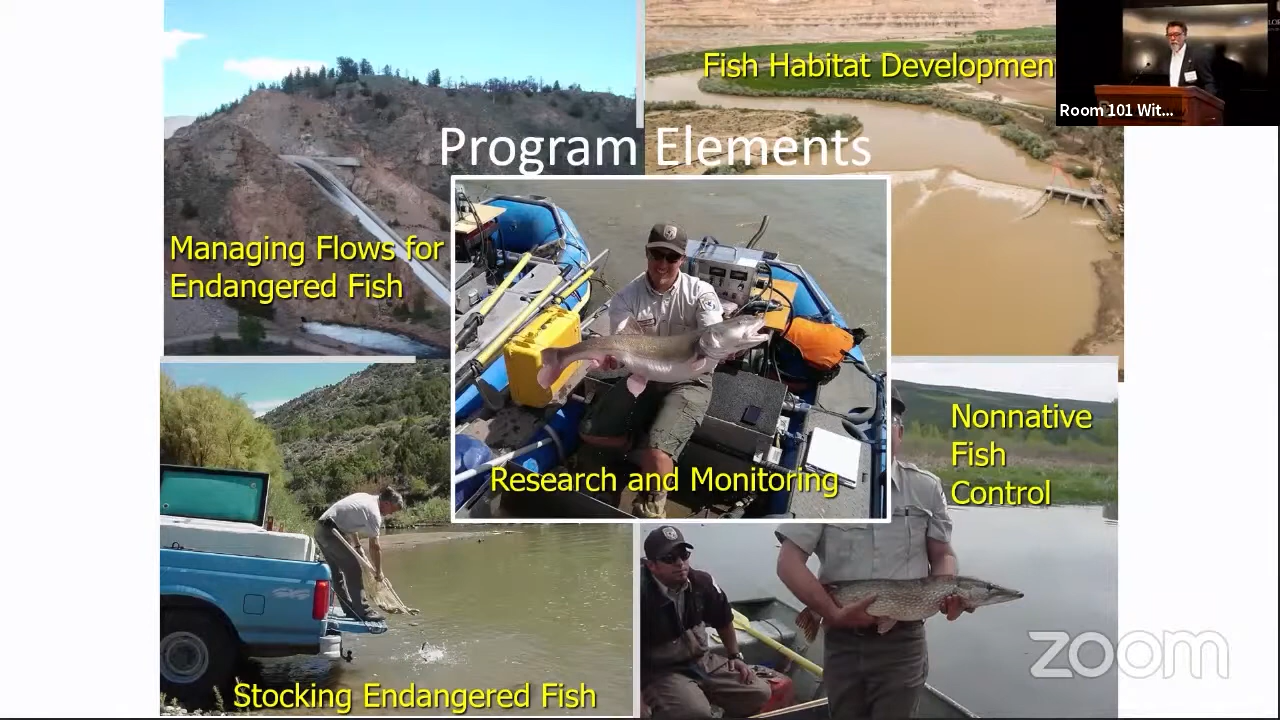 Fish Habitat Developmen
Room 101 Wit...
Program Elements
Managing Flows for
Endangered Fish
Nonnative
Fish
Control
Research and Monitoring
Stocking Endangered Fish
zoom